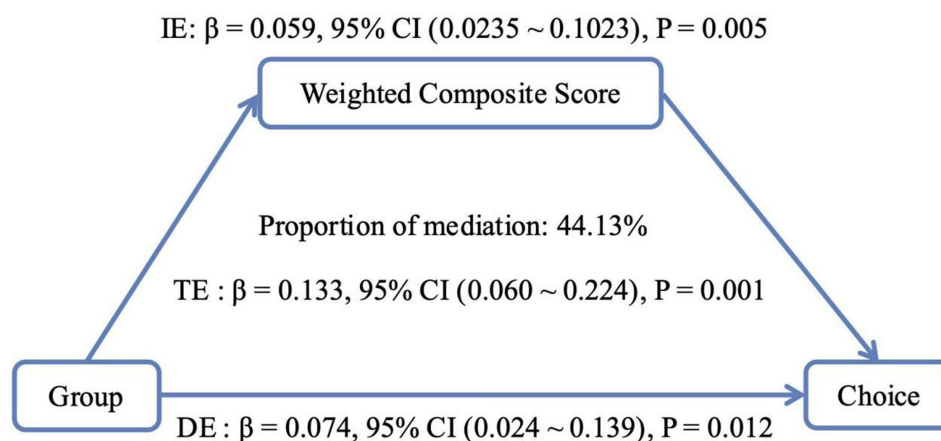 IE: β = 0.059, 95% CI (0.0235 ~ 0.1023), P = 0.005
Weighted Composite Score
Proportion of mediation: 44.13%
TE : β = 0.133, 95% CI (0.060 ~ 0.224), P = 0.001
Group
Choice
DE : β = 0.074, 95% CI (0.024 ~ 0.139), P = 0.012